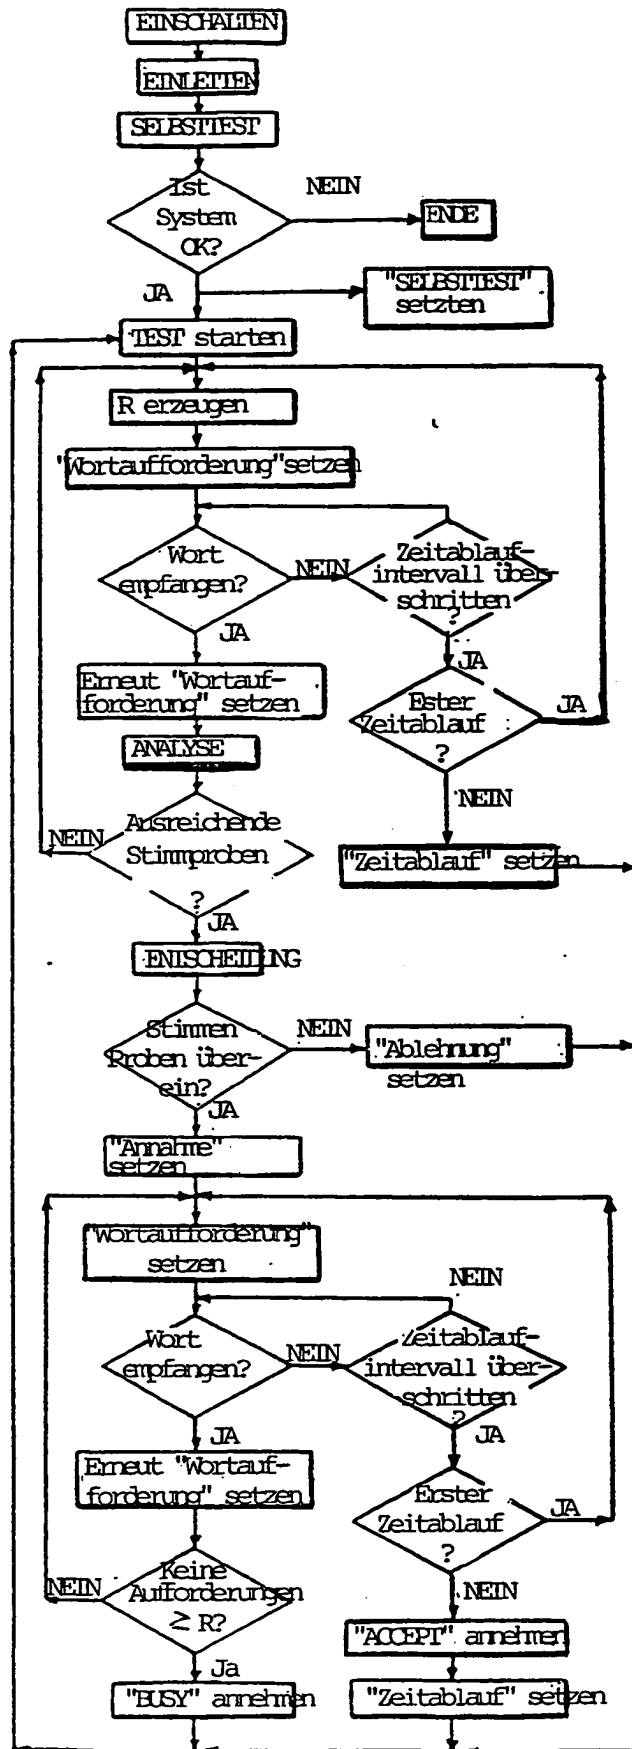 EINSCHALTEN
EINLEITEN
SELBSTTEST
Ist
System
OK?
NEIN
ENDE
JA
"SELBSTTEST"
setzten
TEST starten
R erzeugen
"Wortaufforderung"setzen
Wort
empfangen?
NEIN
Zeitablauf-
intervall über-
schritten
?
JA
JA
Erneut "Wortauf-
forderung" setzen
Ester
Zeitablauf
?
JA
ANALYSE
NEIN
NEIN
Ausreichende
Stimmproben
?
"Zeitablauf" setzen
JA
ENTSCHEIDUNG
Stimmen
Proben über-
ein?
NEIN
"Ablehnung"
setzen
JA
"Annahme"
setzen
"Wortaufforderung"
setzen
NEIN
Wort
empfangen?
NEIN
Zeitablauf-
intervall über-
schritten
?
JA
JA
Erneut "Wortauf-
forderung" setzen
Erster
Zeitablauf
?
JA
NEIN
Keine
Aufforderungen
≥ R?
NEIN
"ACCEPT" annehmen
Ja
"BUSY" annehmen
"Zeitablauf" setzen